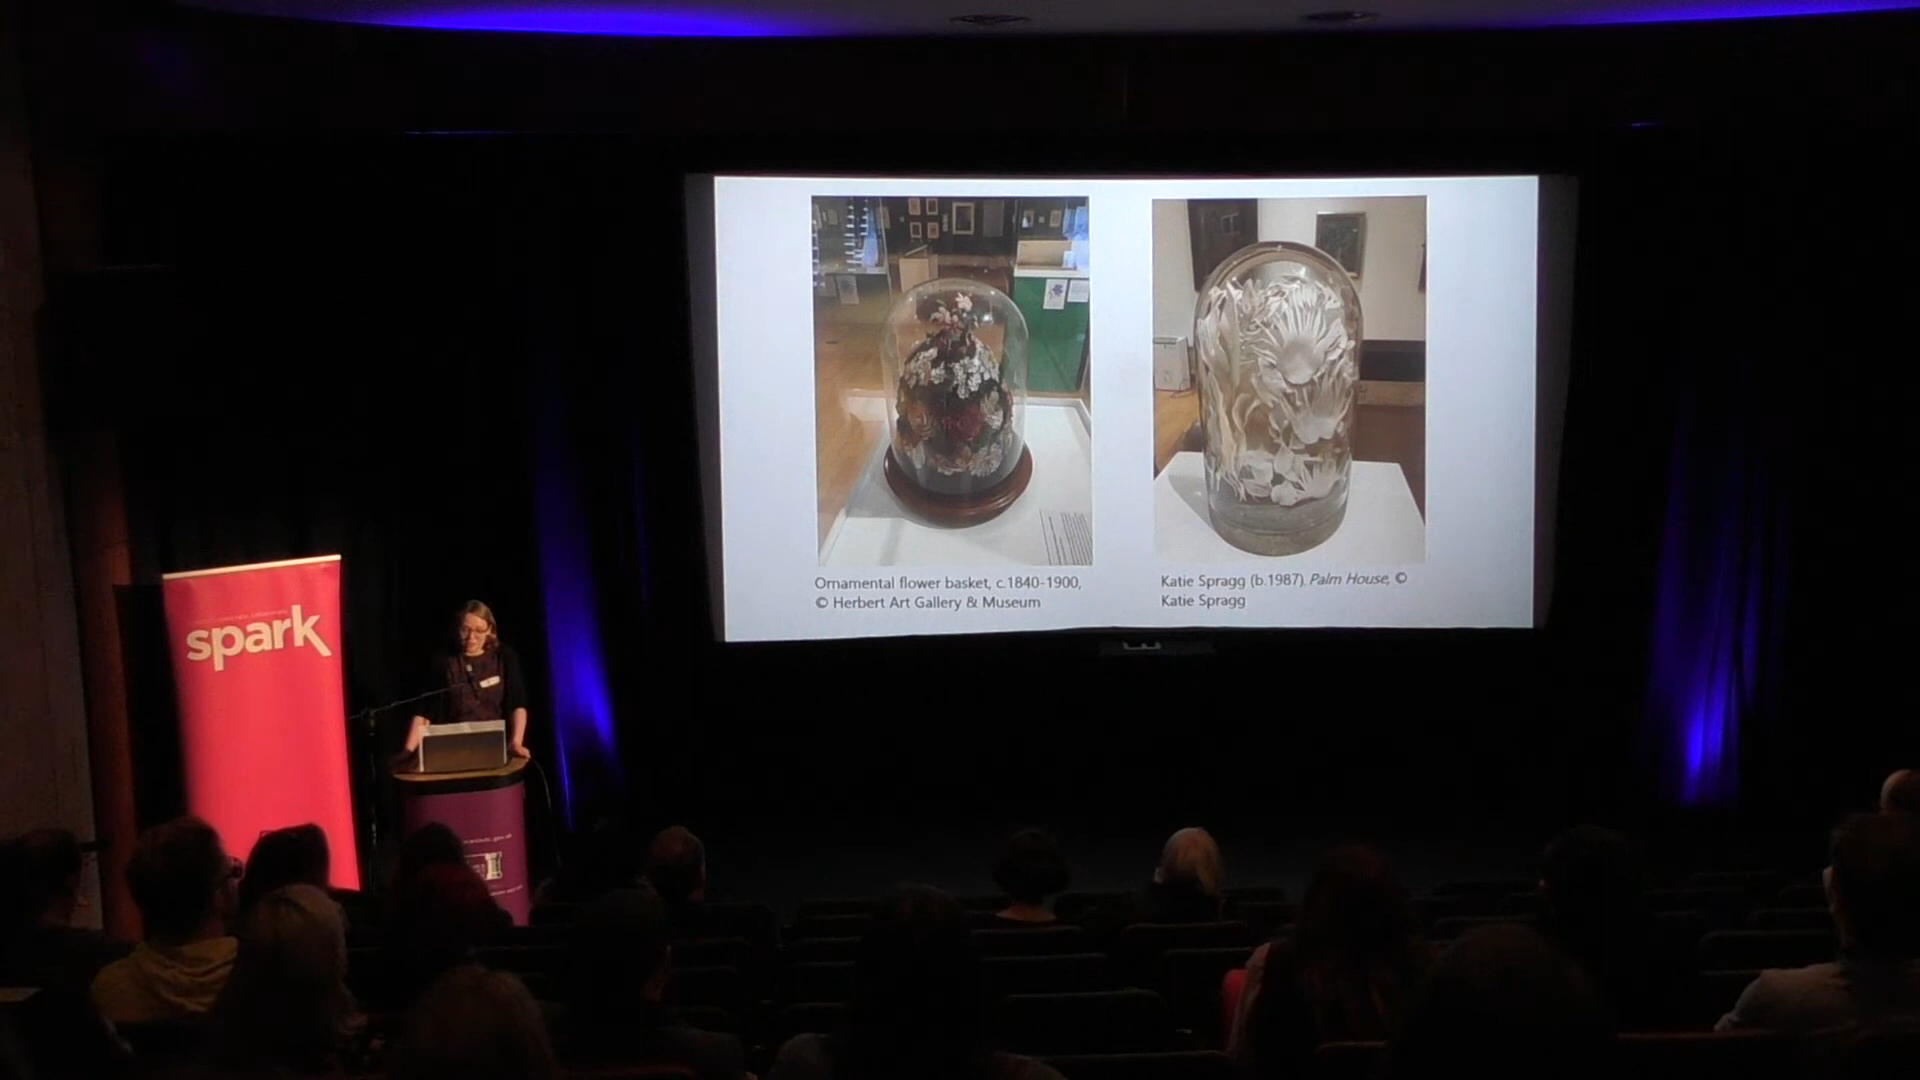 Ornamental flower basket, c.1840-1900,
© Herbert Art Gallery & Museum
Katie Spragg (b.1987). Palm House, ©
Katie Spragg
spark